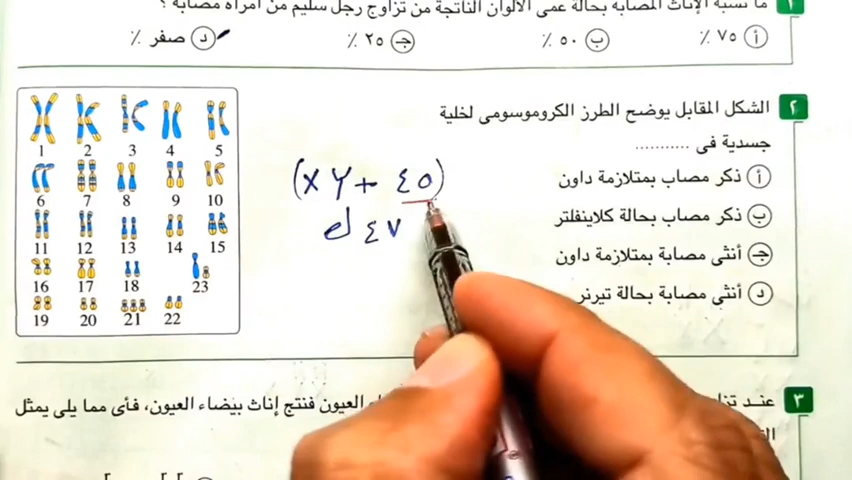 ١ ما نسبة الإناث المصابة بحالة عمى الألوان الناتجة من تزاوج رجل سليم من امرأة مصابة ؟
أ ٧٥ ٪ ب ٥٠ ٪ جـ ٢٥ ٪ د صفر ٪
٢ الشكل المقابل يوضح الطرز الكروموسومى لخلية
جسدية فى ...........
أ ذكر مصاب بمتلازمة داون
ب ذكر مصاب بحالة كلاينفلتر
جـ أنثى مصابة بمتلازمة داون
د أنثى مصابة بحالة تيرنر
(XY + ٤٥)
٤٧
1 2 3 4 5
6 7 8 9 10
11 12 13 14 15
16 17 18 23
19 20 21 22
٣ عند العيون فتنتج إناث بيضاء العيون، فأى مما يلى يمثل